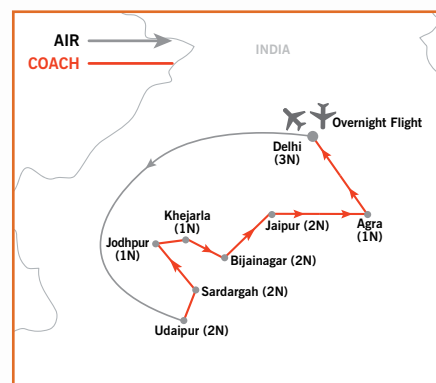 AIR
COACH
INDIA
Overnight Flight
Delhi
(3N)
Khejarla
(1N)
Jodhpur
(1N)
Jaipur (2N)
Agra
(1N)
Bijainagar (2N)
Sardargah (2N)
Udaipur (2N)